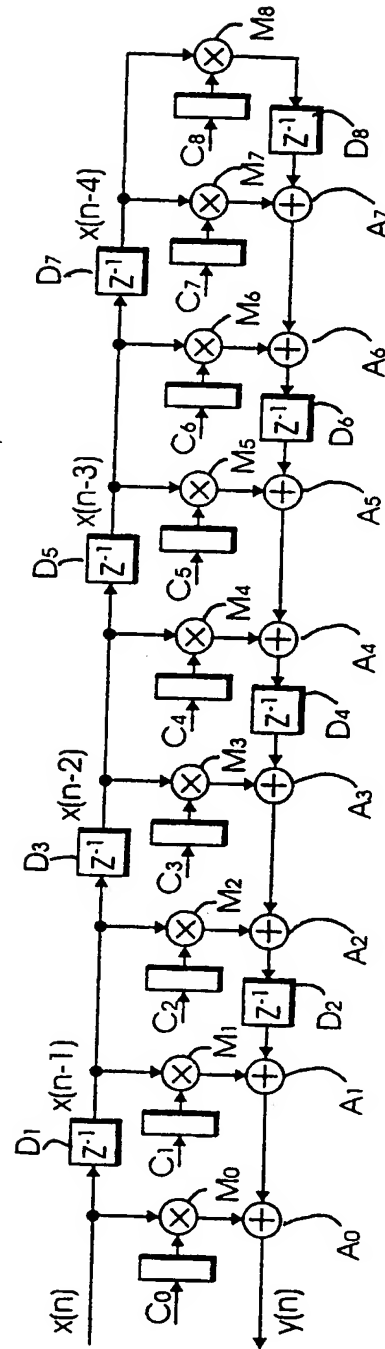 x(n) x(n-1) x(n-2) x(n-3) x(n-4)
D1 D3 D5 D7
Z-1 Z-1 Z-1 Z-1
C0 C1 C2 C3 C4 C5 C6 C7 C8
M0 M1 M2 M3 M4 M5 M6 M7 M8
Z-1 Z-1 Z-1 Z-1
D2 D4 D6 D8
y(n)
A0 A1 A2 A3 A4 A5 A6 A7